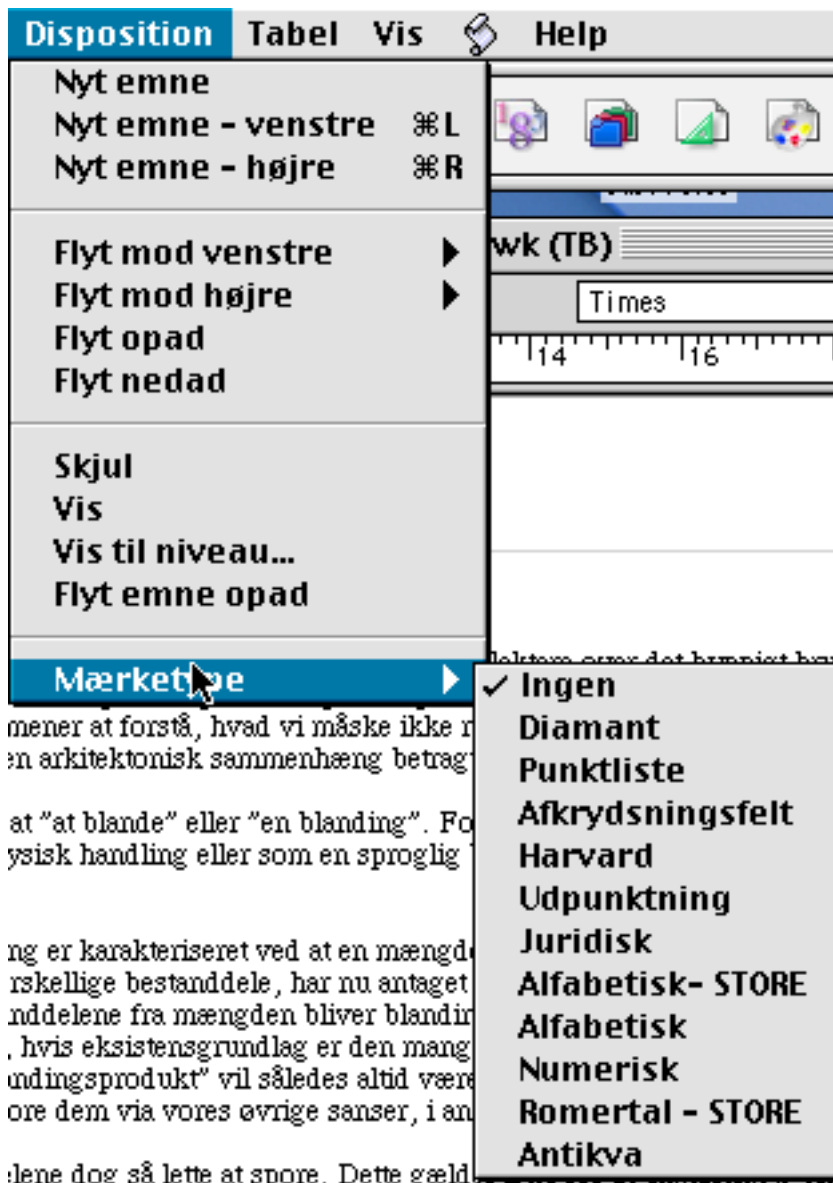 Disposition Tabel Vis Help
Nyt emne
Nyt emne - venstre ⌘L
Nyt emne - højre ⌘R
Flyt mod venstre
Flyt mod højre
Flyt opad
Flyt nedad
Skjul
Vis
Vis til niveau...
Flyt emne opad
Mærketype
wk (TB)
Times
14 16
✓ Ingen
Diamant
Punktliste
Afkrydsningsfelt
Harvard
Udpunktning
Juridisk
Alfabetisk- STORE
Alfabetisk
Numerisk
Romertal - STORE
Antikva
mener at forstå, hvad vi måske ikke
en arkitektonisk sammenhæng betrag
at "at blande" eller "en blanding". Fo
ysisk handling eller som en sproglig
ng er karakteriseret ved at en mængd
rskellige bestanddele, har nu antaget
nddelene fra mængden bliver blandin
, hvis eksistensgrundlag er den mang
ndingsprodukt" vil således altid være
ore dem via vores øvrige sanser, i an
lene dog så lette at spore. Dette gæld